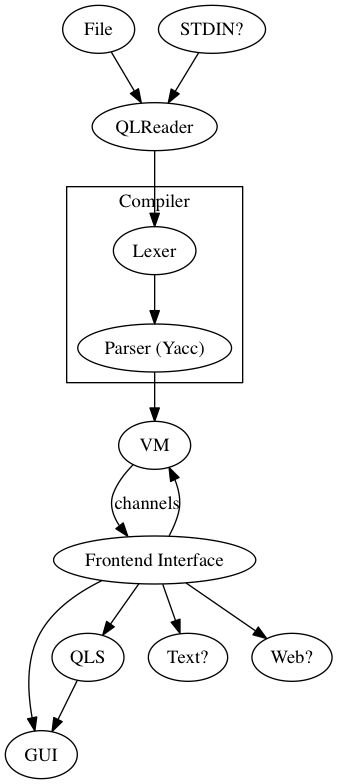 File
STDIN?
QLReader
Compiler
Lexer
Parser (Yacc)
VM
channels
Frontend Interface
QLS
Text?
Web?
GUI